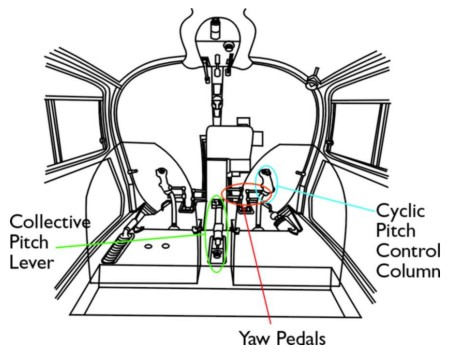 Collective
Pitch
Lever
Cyclic
Pitch
Control
Column
Yaw Pedals